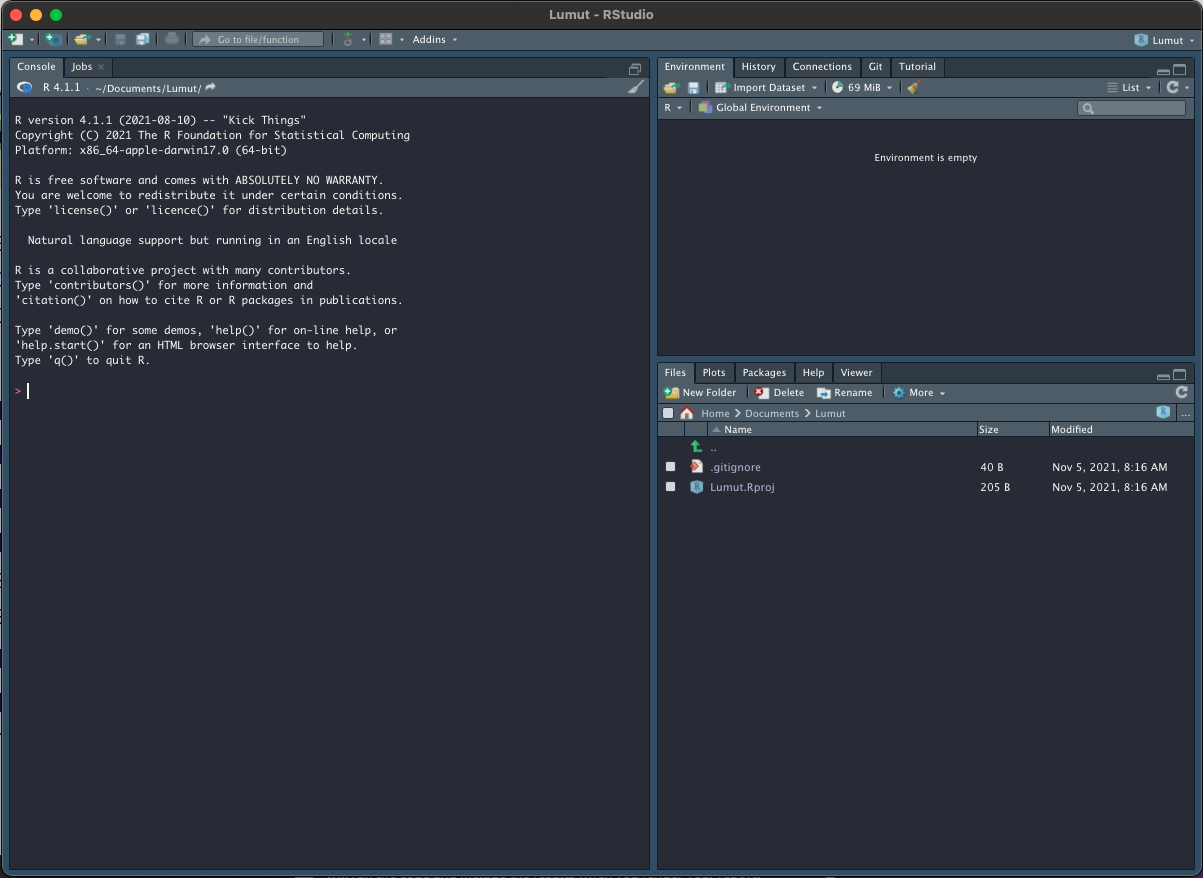 Lumut - RStudio
Go to file/function
Addins
Lumut
Console
Jobs
R 4.1.1 · ~/Documents/Lumut/
R version 4.1.1 (2021-08-10) -- "Kick Things"
Copyright (C) 2021 The R Foundation for Statistical Computing
Platform: x86_64-apple-darwin17.0 (64-bit)
R is free software and comes with ABSOLUTELY NO WARRANTY.
You are welcome to redistribute it under certain conditions.
Type 'license()' or 'licence()' for distribution details.
Natural language support but running in an English locale
R is a collaborative project with many contributors.
Type 'contributors()' for more information and
'citation()' on how to cite R or R packages in publications.
Type 'demo()' for some demos, 'help()' for on-line help, or
'help.start()' for an HTML browser interface to help.
Type 'q()' to quit R.
>
Environment
History
Connections
Git
Tutorial
Import Dataset
69 MiB
List
R
Global Environment
Environment is empty
Files
Plots
Packages
Help
Viewer
New Folder
Delete
Rename
More
Home
Documents
Lumut
...
Name
Size
Modified
..
.gitignore 40 B Nov 5, 2021, 8:16 AM
Lumut.Rproj 205 B Nov 5, 2021, 8:16 AM